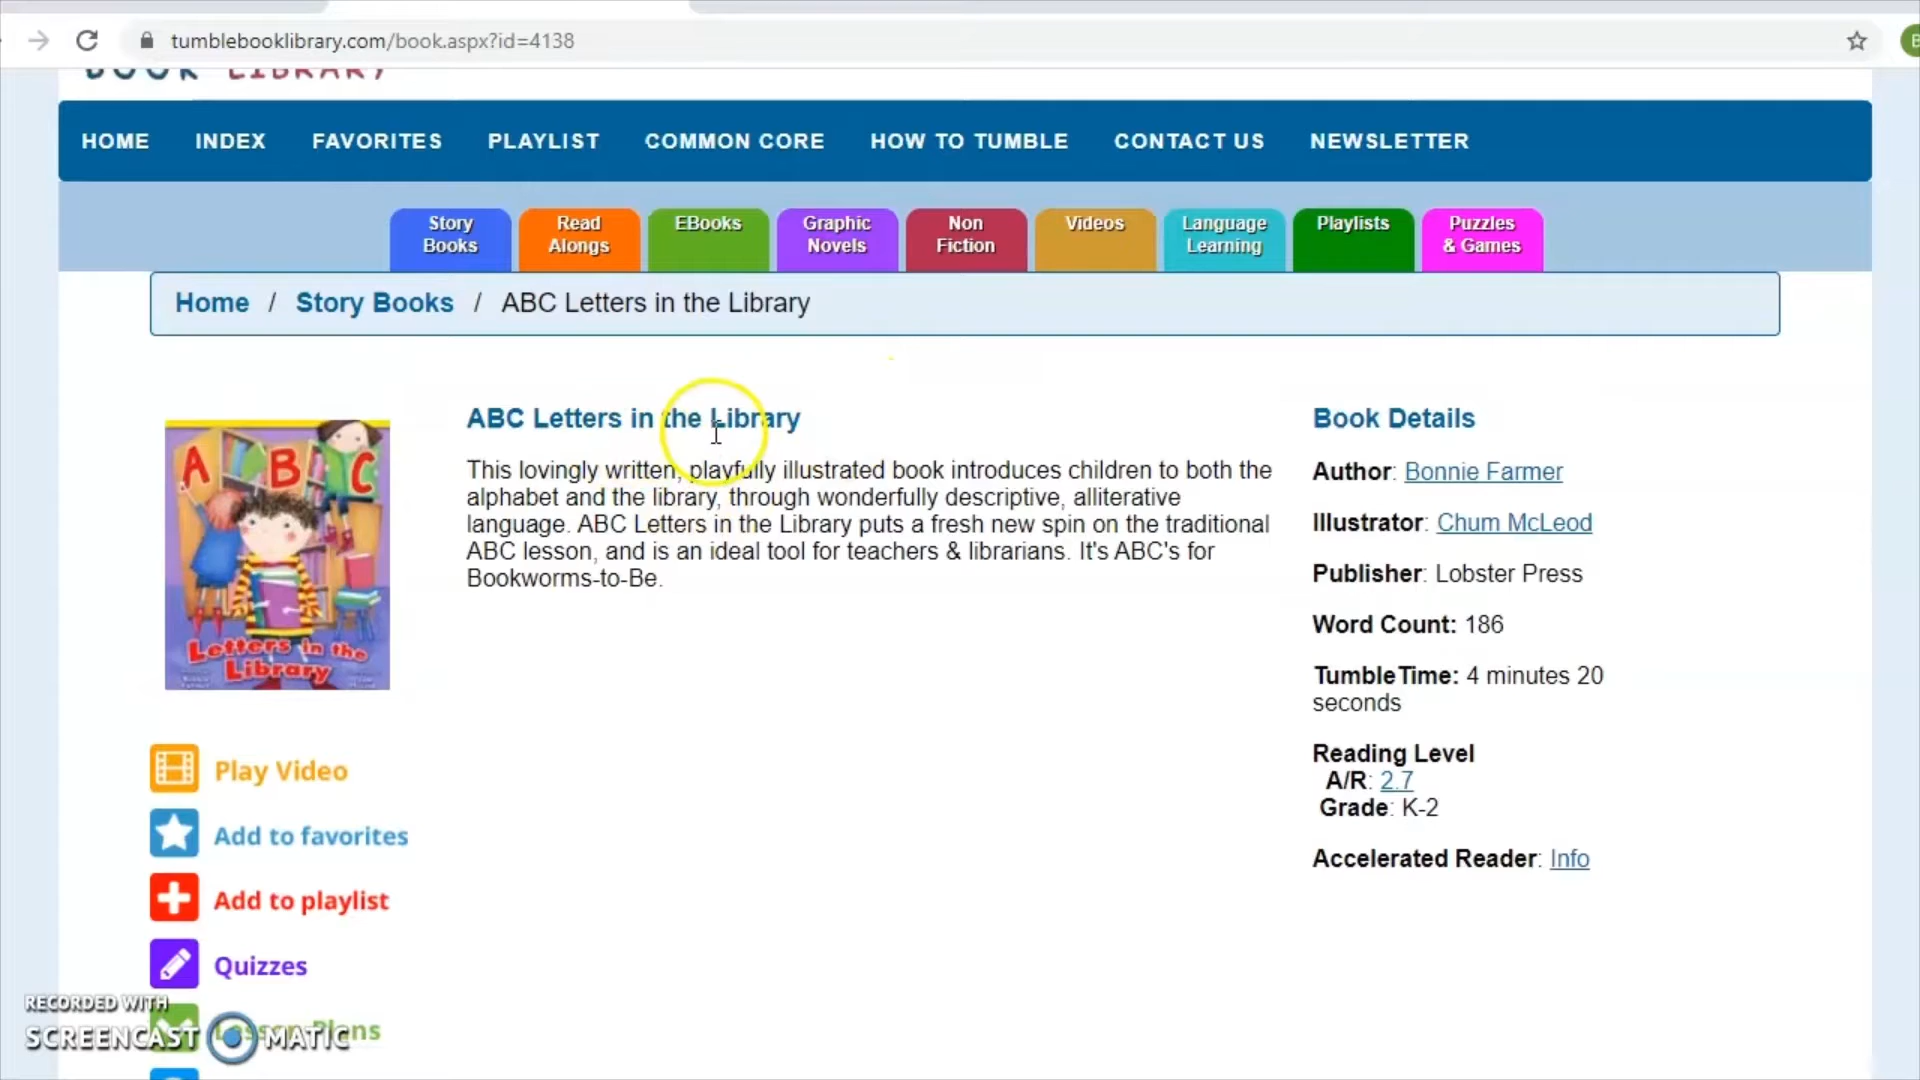 tumblebooklibrary.com/book.aspx?id=4138
B
BOOK LIBRARY
HOME INDEX FAVORITES PLAYLIST COMMON CORE HOW TO TUMBLE CONTACT US NEWSLETTER
Story Books
Read Alongs
EBooks
Graphic Novels
Non Fiction
Videos
Language Learning
Playlists
Puzzles & Games
Home / Story Books / ABC Letters in the Library
A B C
Letters in the
Library
ABC Letters in the Library
This lovingly written, playfully illustrated book introduces children to both the
alphabet and the library, through wonderfully descriptive, alliterative
language. ABC Letters in the Library puts a fresh new spin on the traditional
ABC lesson, and is an ideal tool for teachers & librarians. It's ABC's for
Bookworms-to-Be.
Book Details
Author: Bonnie Farmer
Illustrator: Chum McLeod
Publisher: Lobster Press
Word Count: 186
TumbleTime: 4 minutes 20
seconds
Reading Level
A/R: 2.7
Grade: K-2
Accelerated Reader: Info
Play Video
Add to favorites
Add to playlist
Quizzes
Lesson Plans
RECORDED WITH
SCREENCAST MATIC